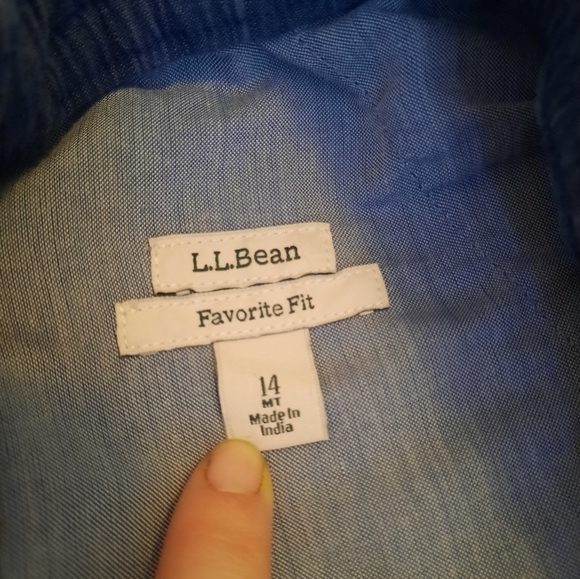 L.L.Bean
Favorite Fit
14
MT
Made In
India